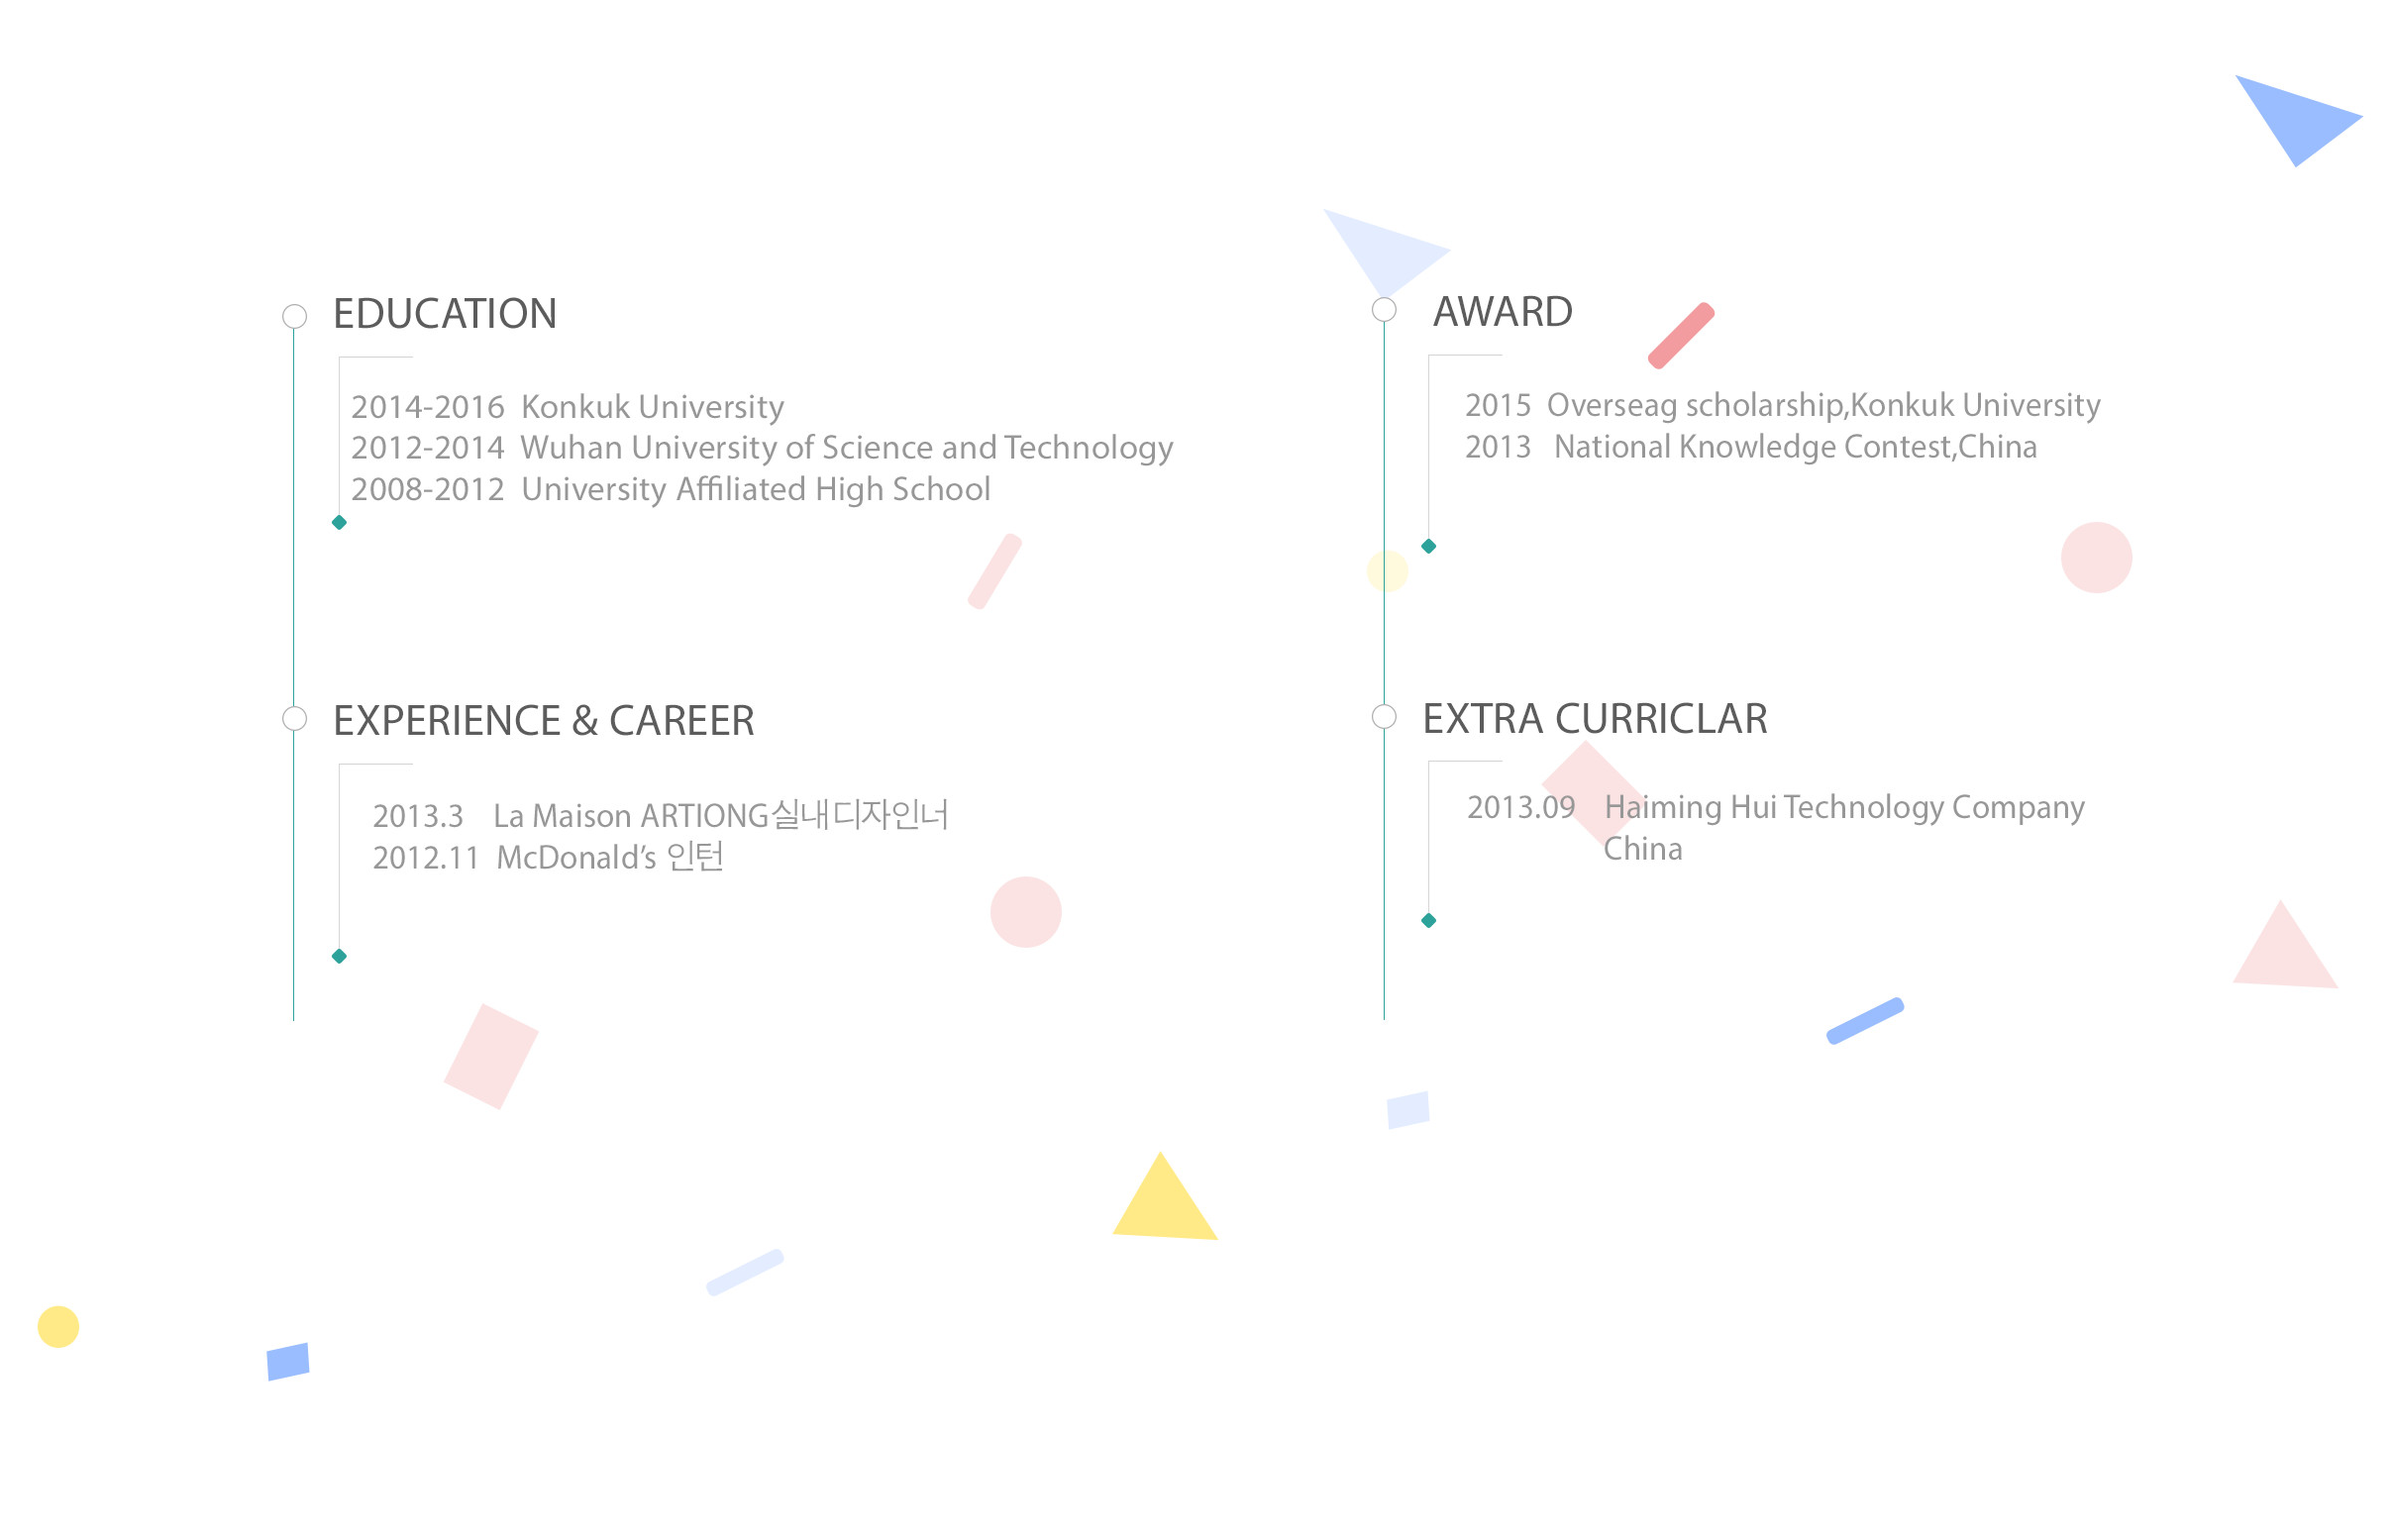 EDUCATION
2014-2016 Konkuk University
2012-2014 Wuhan University of Science and Technology
2008-2012 University Affiliated High School
EXPERIENCE & CAREER
2013.3 La Maison ARTIONG실내디자인너
2012.11 McDonald’s 인턴
AWARD
2015 Overseag scholarship,Konkuk University
2013 National Knowledge Contest,China
EXTRA CURRICLAR
2013.09 Haiming Hui Technology Company
China